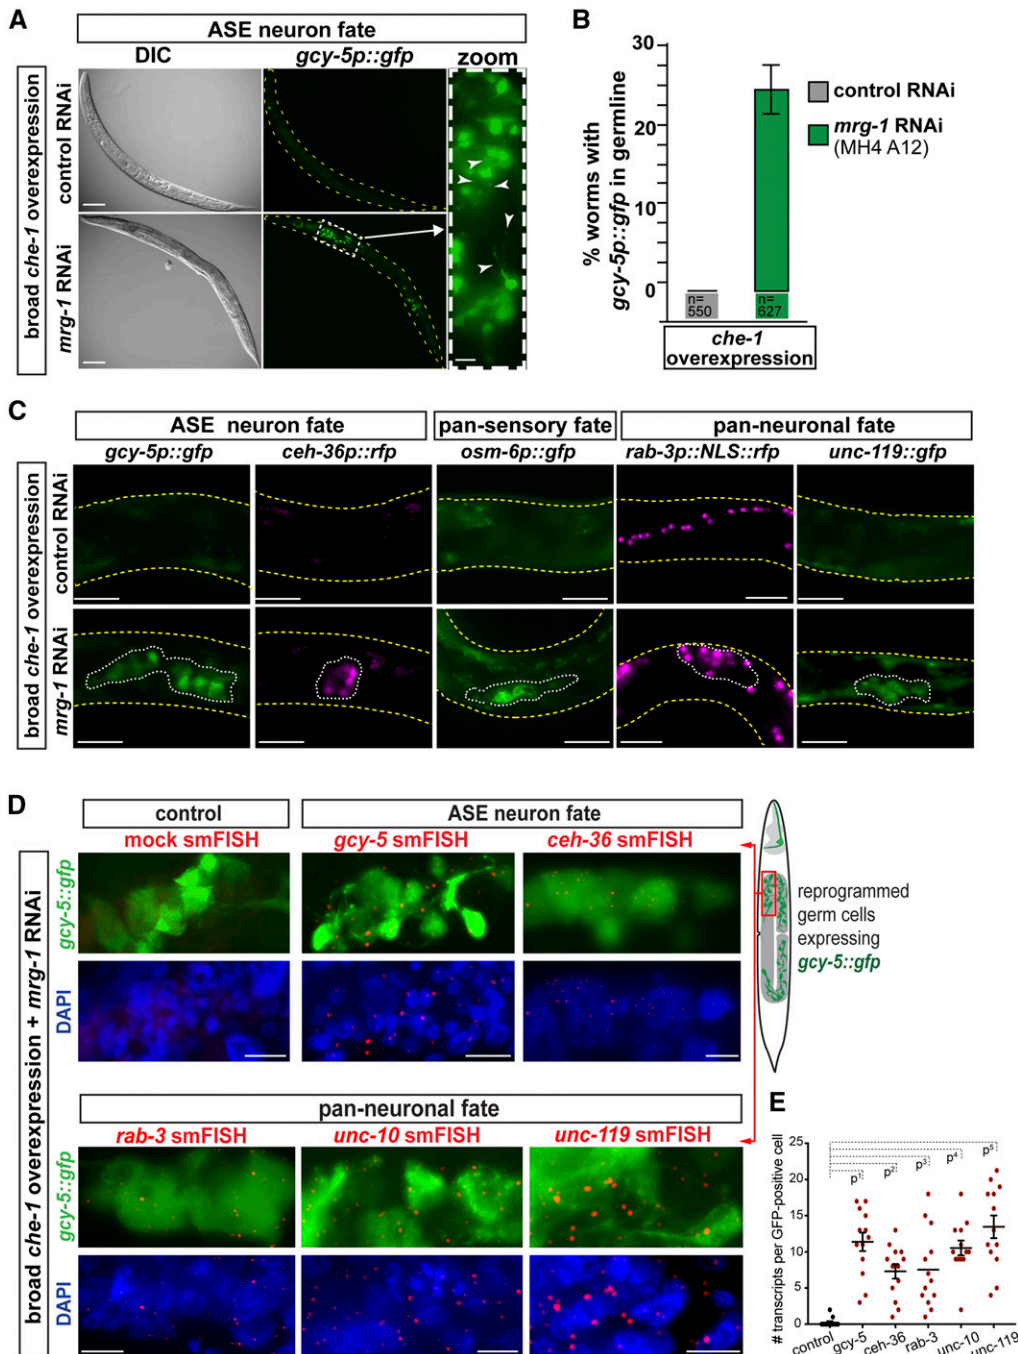 A
ASE neuron fate
DIC
gcy-5p::gfp
zoom
broad che-1 overexpression
control RNAi
mrg-1 RNAi
B
% worms with
gcy-5p::gfp in germline
30
20
10
0
n=
550
n=
627
che-1
overexpression
control RNAi
mrg-1 RNAi
(MH4 A12)
C
ASE neuron fate
pan-sensory fate
pan-neuronal fate
gcy-5p::gfp
ceh-36p::rfp
osm-6p::gfp
rab-3p::NLS::rfp
unc-119::gfp
broad che-1 overexpression
control RNAi
mrg-1 RNAi
D
control
ASE neuron fate
mock smFISH
gcy-5 smFISH
ceh-36 smFISH
broad che-1 overexpression + mrg-1 RNAi
gcy-5::gfp
DAPI
reprogrammed
germ cells
expressing
gcy-5::gfp
pan-neuronal fate
rab-3 smFISH
unc-10 smFISH
unc-119 smFISH
gcy-5::gfp
DAPI
E
# transcripts per GFP-positive cell
25
20
15
10
5
0
p1
p2
p3
p4
p5
control
gcy-5
ceh-36
rab-3
unc-10
unc-119